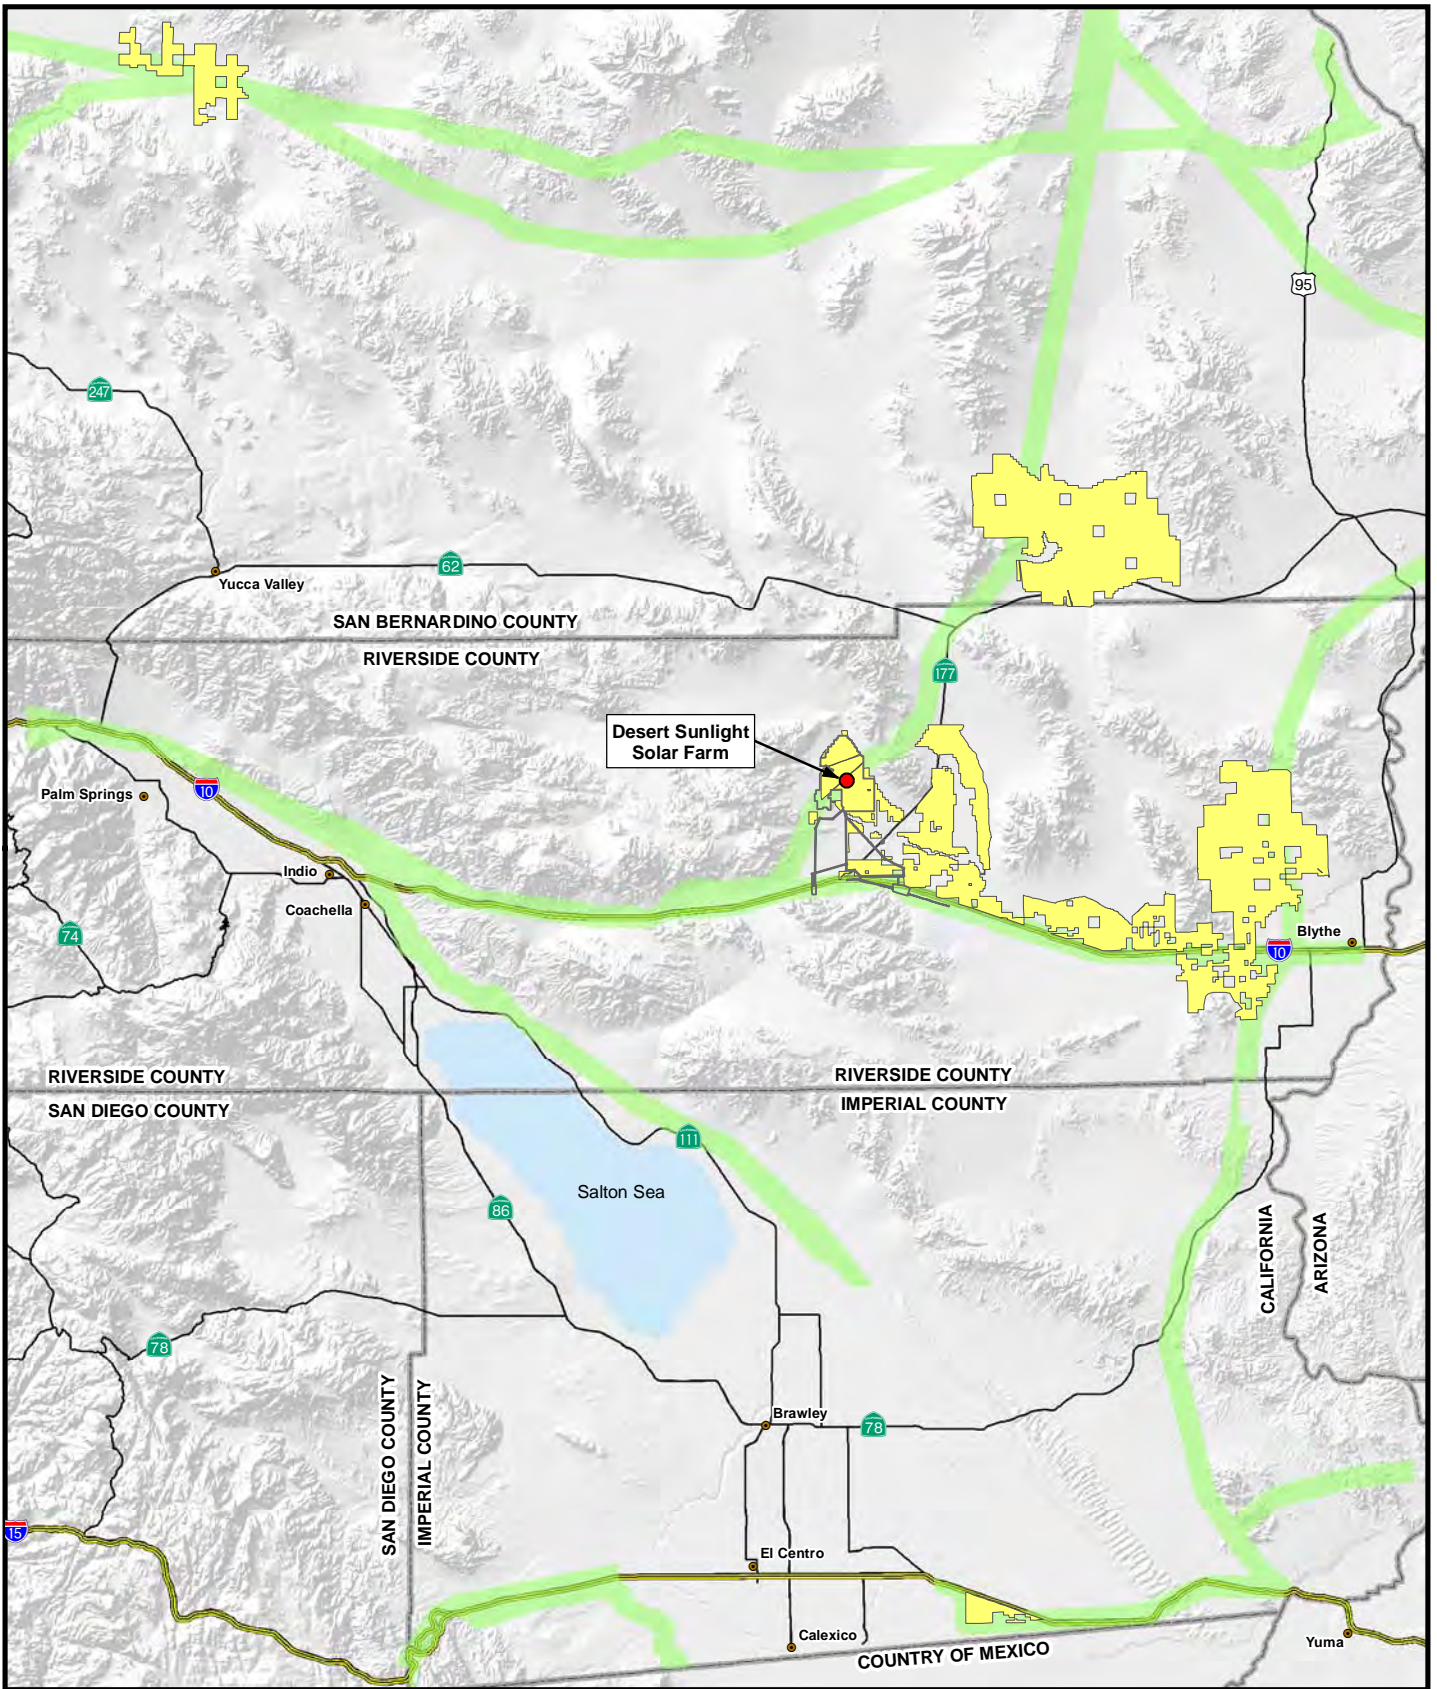 95
247
Yucca Valley
62
SAN BERNARDINO COUNTY
RIVERSIDE COUNTY
177
Desert Sunlight
Solar Farm
Palm Springs
10
Indio
Coachella
74
Blythe
10
RIVERSIDE COUNTY
SAN DIEGO COUNTY
RIVERSIDE COUNTY
IMPERIAL COUNTY
111
Salton Sea
86
CALIFORNIA
ARIZONA
78
SAN DIEGO COUNTY
IMPERIAL COUNTY
Brawley
78
15
El Centro
Calexico
COUNTRY OF MEXICO
Yuma